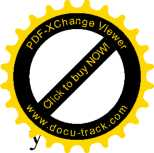 PDF-XChange Viewer
Click to buy NOW!
www.docu-track.com
y